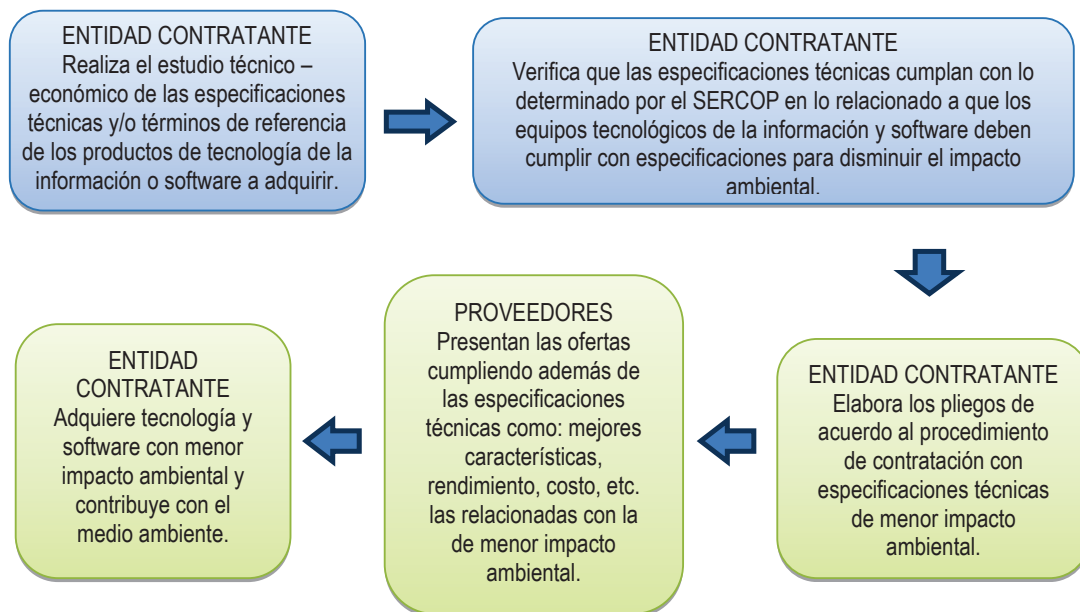 ENTIDAD CONTRATANTE
Realiza el estudio técnico –
económico de las especificaciones
técnicas y/o términos de referencia
de los productos de tecnología de la
información o software a adquirir.
ENTIDAD CONTRATANTE
Verifica que las especificaciones técnicas cumplan con lo
determinado por el SERCOP en lo relacionado a que los
equipos tecnológicos de la información y software deben
cumplir con especificaciones para disminuir el impacto
ambiental.
ENTIDAD CONTRATANTE
Elabora los pliegos de
acuerdo al procedimiento
de contratación con
especificaciones técnicas
de menor impacto
ambiental.
PROVEEDORES
Presentan las ofertas
cumpliendo además de
las especificaciones
técnicas como: mejores
características,
rendimiento, costo, etc.
las relacionadas con la
de menor impacto
ambiental.
ENTIDAD
CONTRATANTE
Adquiere tecnología y
software con menor
impacto ambiental y
contribuye con el
medio ambiente.